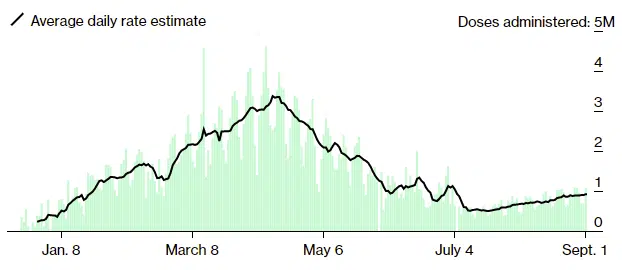 Average daily rate estimate
Doses administered: 5M
4
3
2
1
0
Jan. 8 March 8 May 6 July 4 Sept. 1